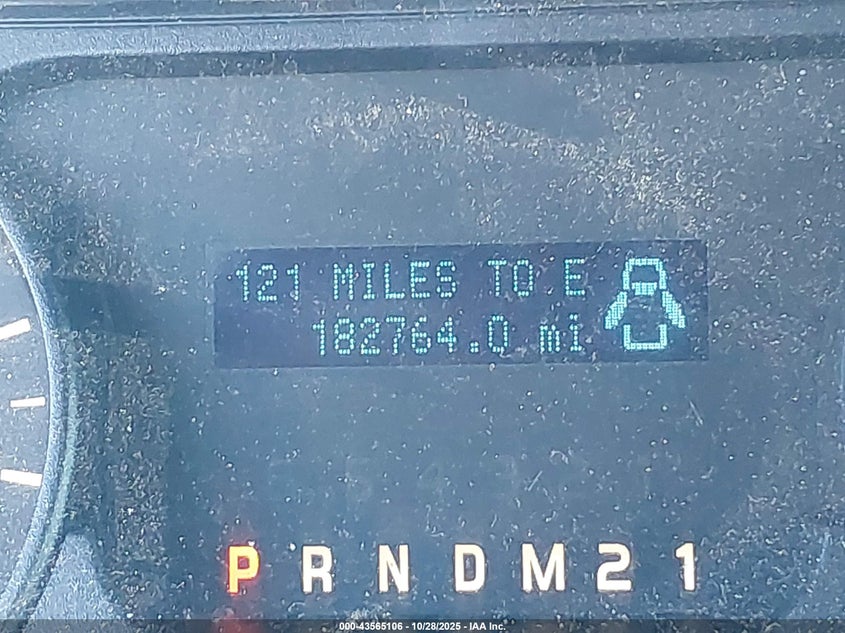 121 MILES TO E
182764.0 mi
P R N D M 2 1
000-43565106 - 10/28/2025 - IAA Inc.